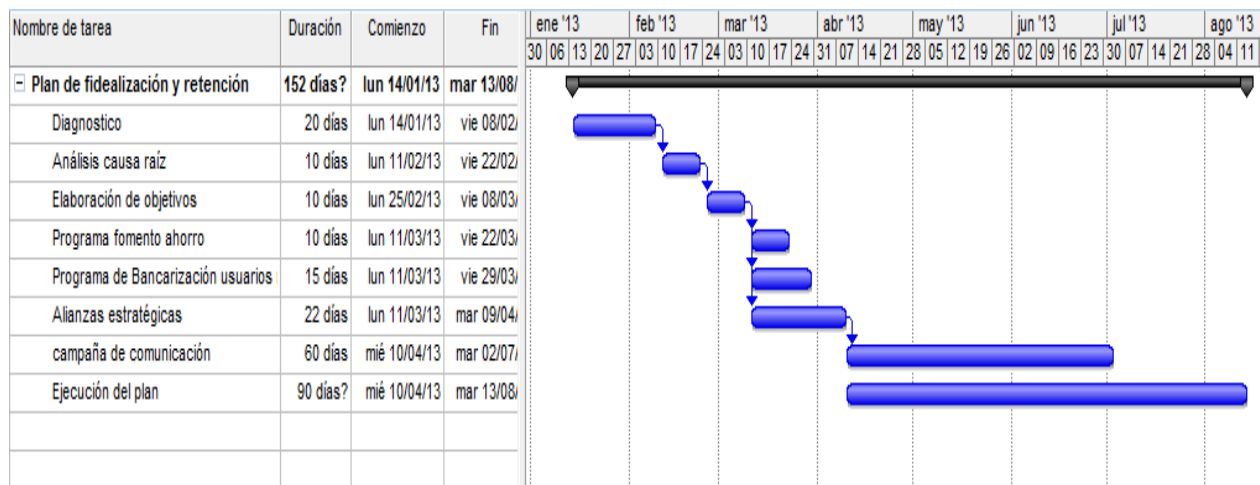 Nombre de tarea Duración Comienzo Fin ene '13 feb '13 mar '13 abr '13 may '13 jun '13 jul '13 ago '13
30 06 13 20 27 03 10 17 24 03 10 17 24 31 07 14 21 28 05 12 19 26 02 09 16 23 30 07 14 21 28 04 11
Plan de fidealización y retención 152 días? lun 14/01/13 mar 13/08/
Diagnostico 20 días lun 14/01/13 vie 08/02/
Análisis causa raíz 10 días lun 11/02/13 vie 22/02/
Elaboración de objetivos 10 días lun 25/02/13 vie 08/03/
Programa fomento ahorro 10 días lun 11/03/13 vie 22/03/
Programa de Bancarización usuarios 15 días lun 11/03/13 vie 29/03/
Alianzas estratégicas 22 días lun 11/03/13 mar 09/04/
campaña de comunicación 60 días mié 10/04/13 mar 02/07/
Ejecución del plan 90 días? mié 10/04/13 mar 13/08/